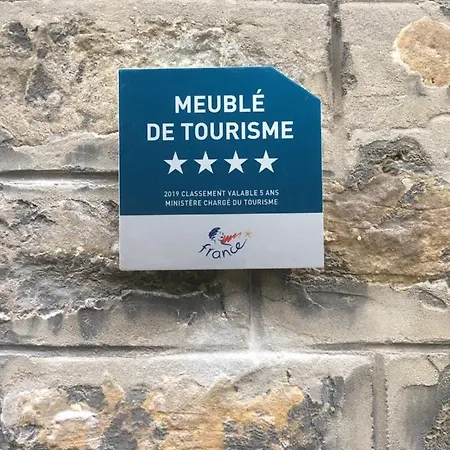 MEUBLÉ
DE TOURISME
2019 CLASSEMENT VALABLE 5 ANS
MINISTÈRE CHARGÉ DU TOURISME
france